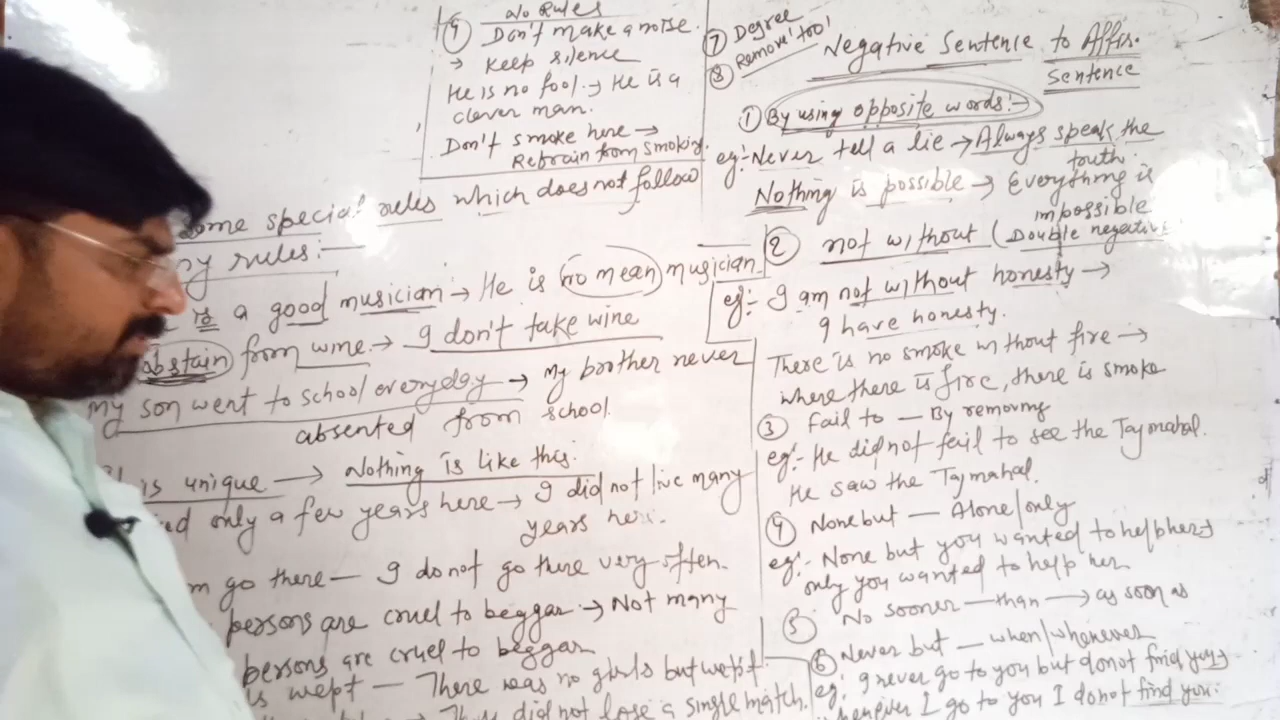 9 No Rules
Don't make a noise.
→ Keep silence
He is no fool. → He is a
clever man.
Don't smoke here →
Refrain from smoking.
ome special rules which does not follow
y rules:-
is a good musician → He is no mean musician
abstain from wine. → I don't take wine
My son went to school everyday → My brother never
absented from school.
is unique → Nothing is like this.
only a few years here → I did not live many
years here.
m go there — I do not go there very often.
persons are cruel to beggar → Not many
persons are cruel to beggar
s wept — There was no girls but wept
did not lose a single match.
7 Degree
8 Remove 'too'
Negative Sentence to Affir.
Sentence
① By using opposite words:→
eg:- Never tell a lie → Always speak the
truth.
Nothing is possible → Everything is
impossible
② not without (Double negative
eg:- I am not without honesty →
I have honesty.
There is no smoke without fire →
where there is fire, there is smoke
③ Fail to — By removing
eg:- He did not fail to see the Tajmahal.
He saw the Tajmahal.
④ None but — Alone/only
eg:- None but you wanted to help her →
only you wanted to help her
5 No sooner — than → as soon as
⑥ Never but — when/whenever
eg: I never go to you but donot find you →
whenever I go to you I donot find you.